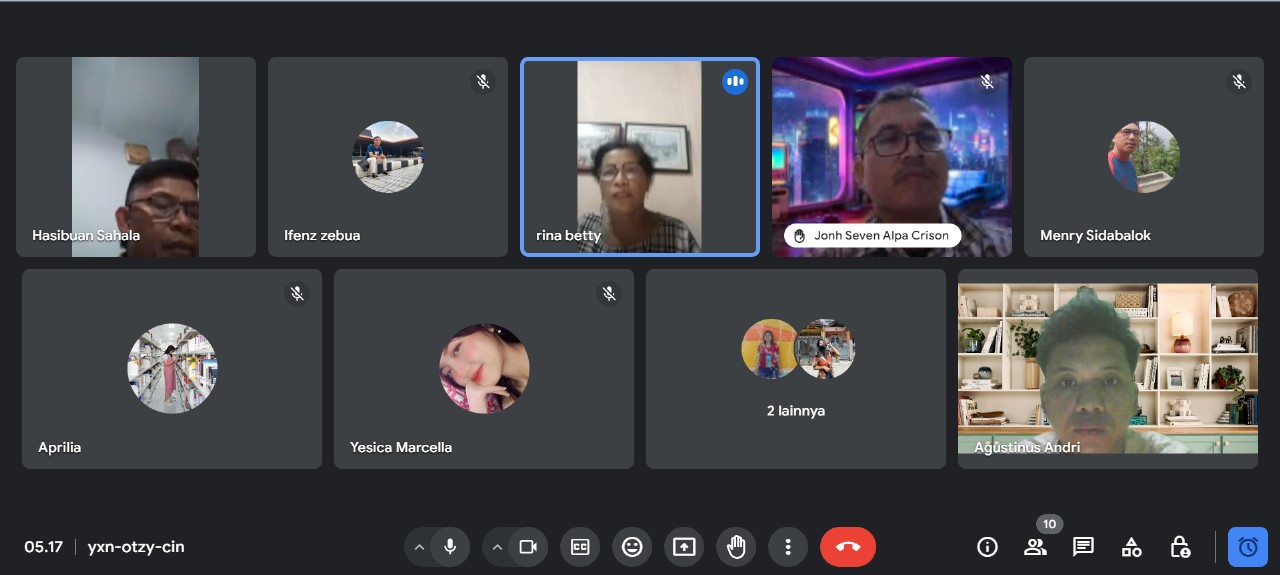 Hasibuan Sahala
Ifenz zebua
rina betty
Jonh Seven Alpa Crison
Menry Sidabalok
Aprilia
Yesica Marcella
2 lainnya
Agustinus Andri
05.17
yxn-otzy-cin
CC
10